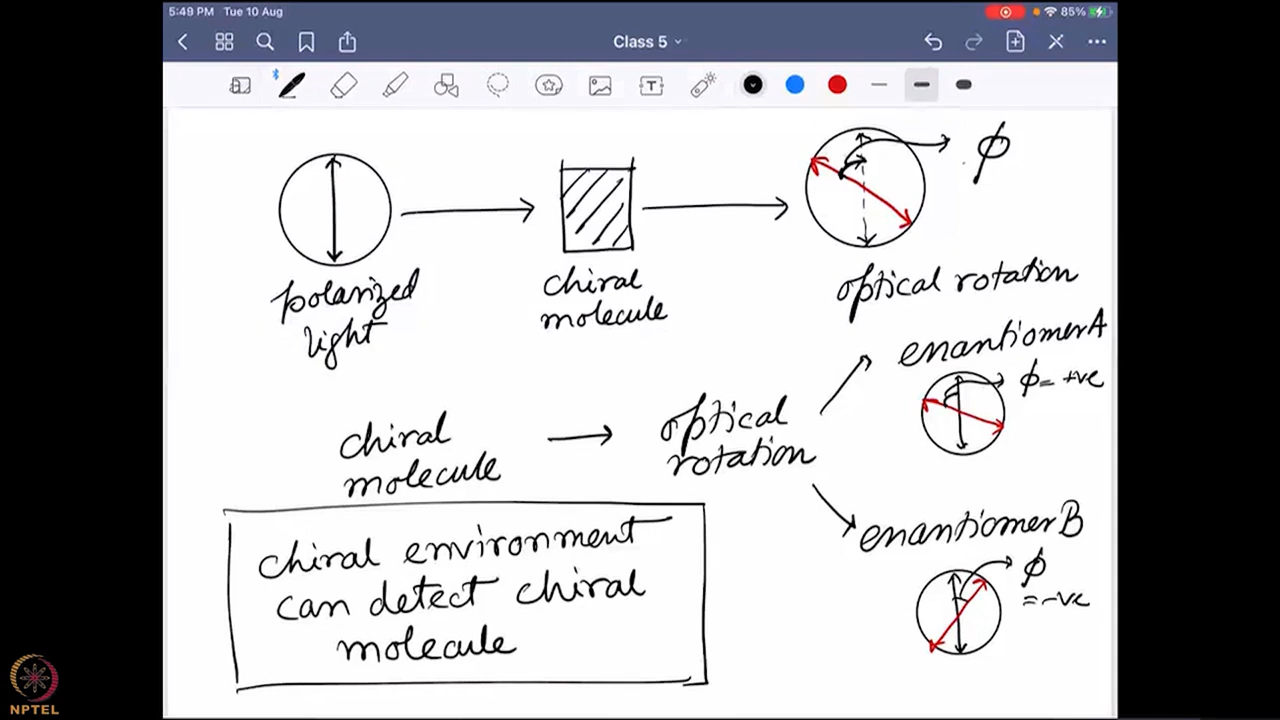 5:49 PM Tue 10 Aug
85%
Class 5
T
ϕ
polarized
light
chiral
molecule
optical rotation
enantiomer A
ϕ = +ve
chiral
molecule
optical
rotation
enantiomer B
ϕ
= -ve
chiral environment
can detect chiral
molecule
NPTEL